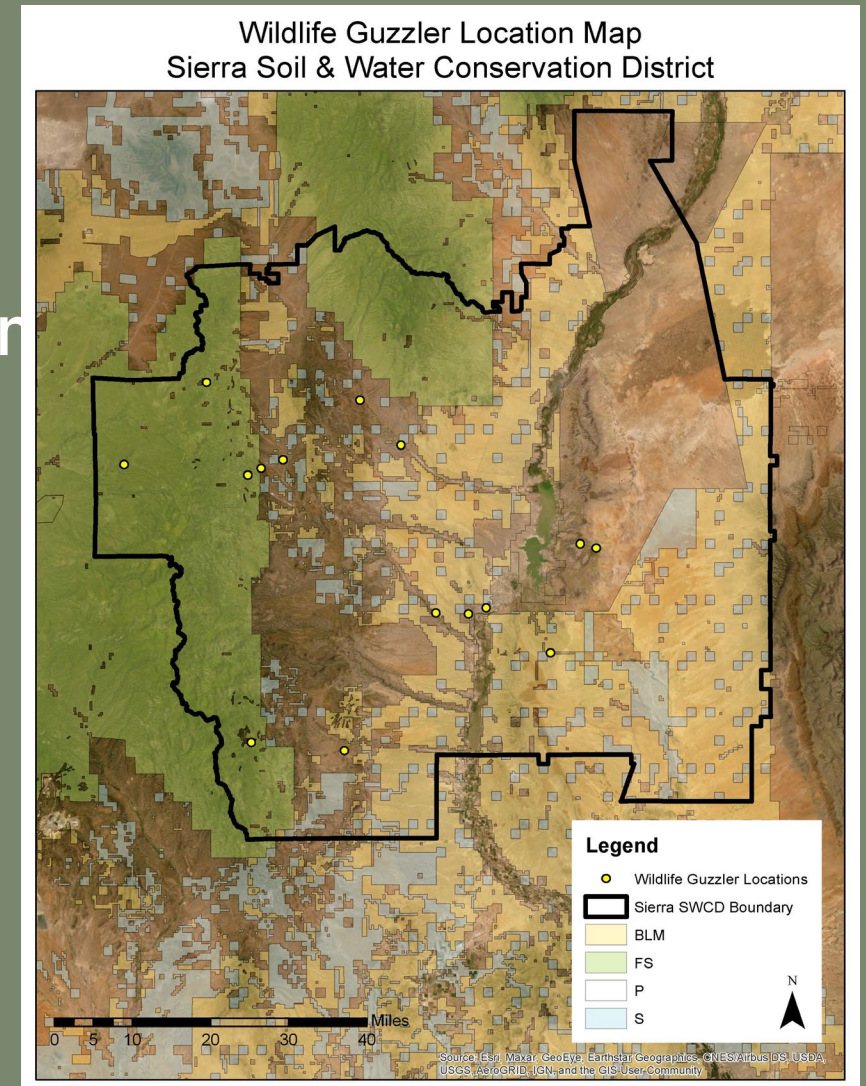 Wildlife Guzzler Location Map
Sierra Soil & Water Conservation District
r
Legend
Wildlife Guzzler Locations
Sierra SWCD Boundary
BLM
FS
P
S
N
Miles
0 5 10 20 30 40
Source: Esri, Maxar, GeoEye, Earthstar Geographics, CNES/Airbus DS, USDA,
USGS, AeroGRID, IGN, and the GIS User Community